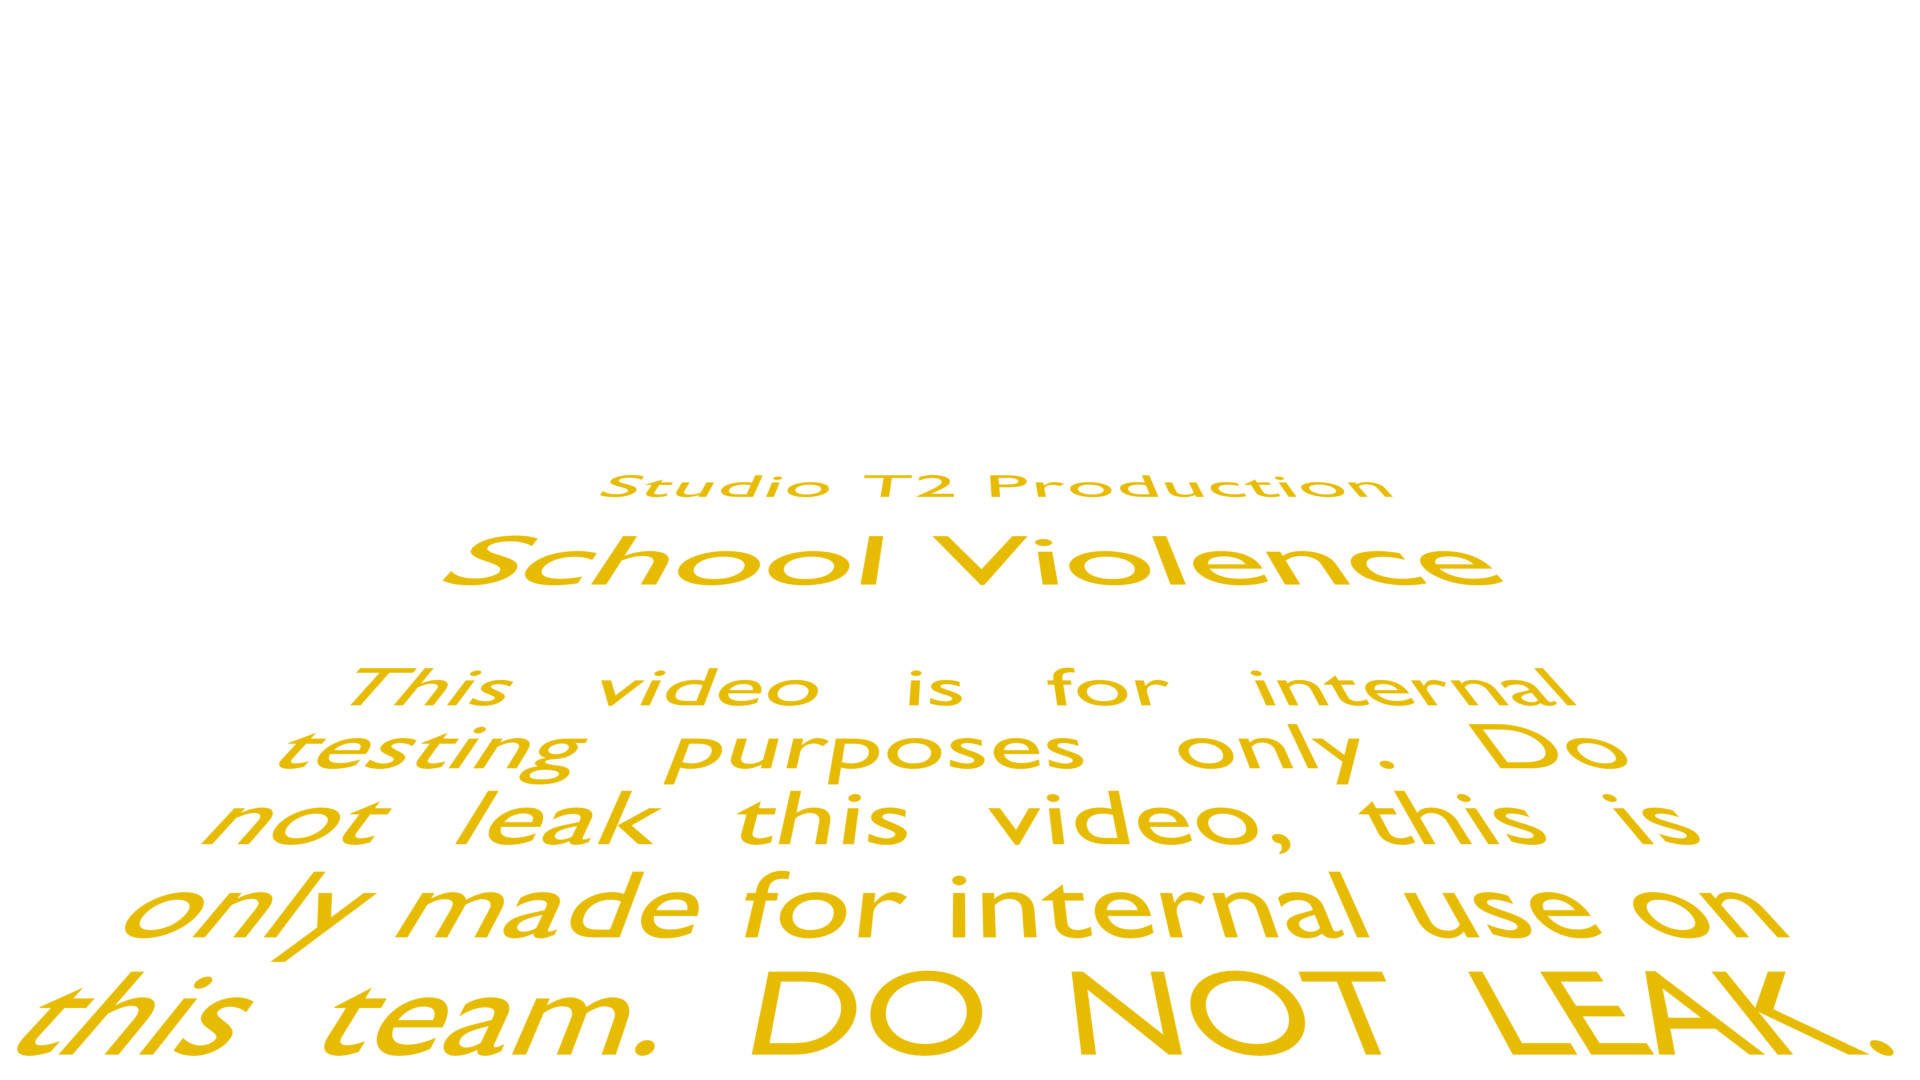 Studio T2 Production
School Violence
This video is for internal
testing purposes only. Do
not leak this video, this is
only made for internal use on
this team. DO NOT LEAK.